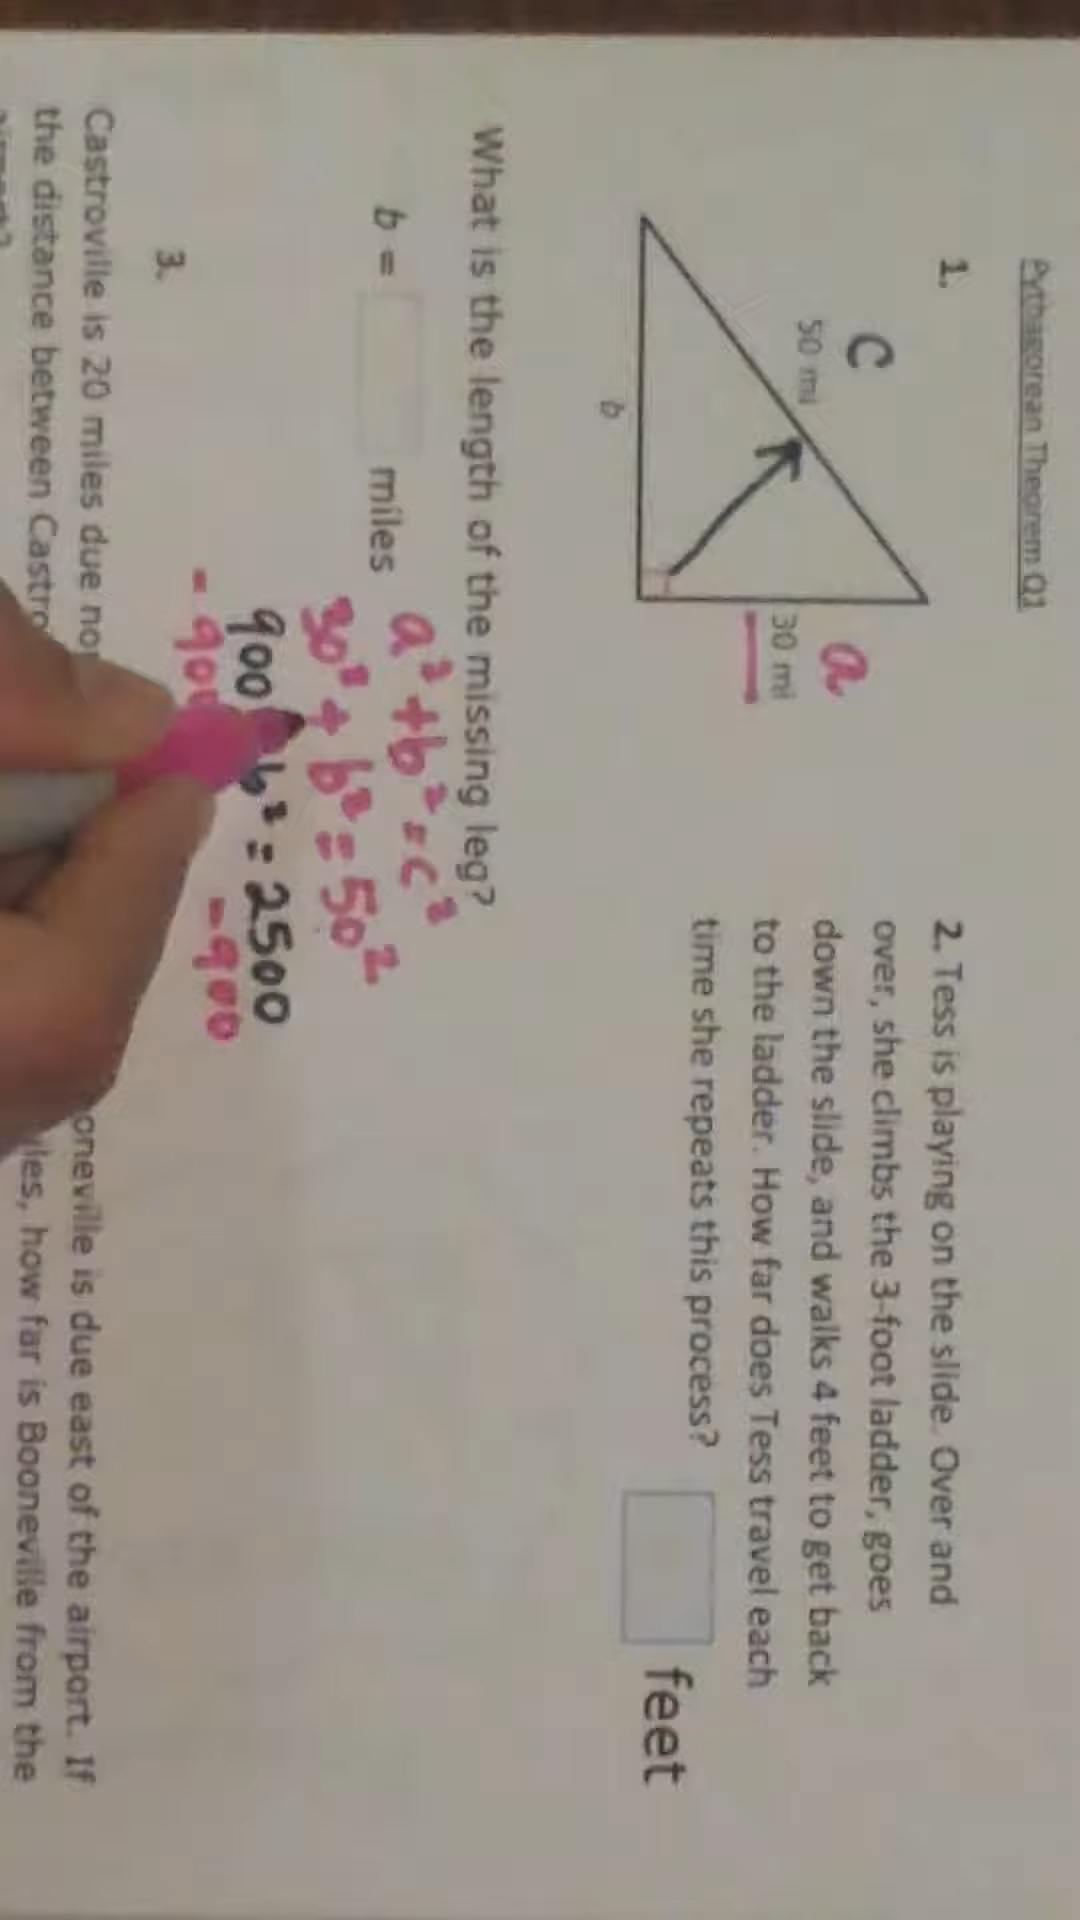 Pythagorean Theorem Q1
1.
C
50 mi
a
30 mi
b
What is the length of the missing leg?
b = miles
a² + b² = c²
30² + b² = 50²
900 b² = 2500
- 900 - 900
2. Tess is playing on the slide. Over and
over, she climbs the 3-foot ladder, goes
down the slide, and walks 4 feet to get back
to the ladder. How far does Tess travel each
time she repeats this process?
feet
3.
Castroville is 20 miles due oneville is due east of the airport. If
the distance between how far is Booneville from the